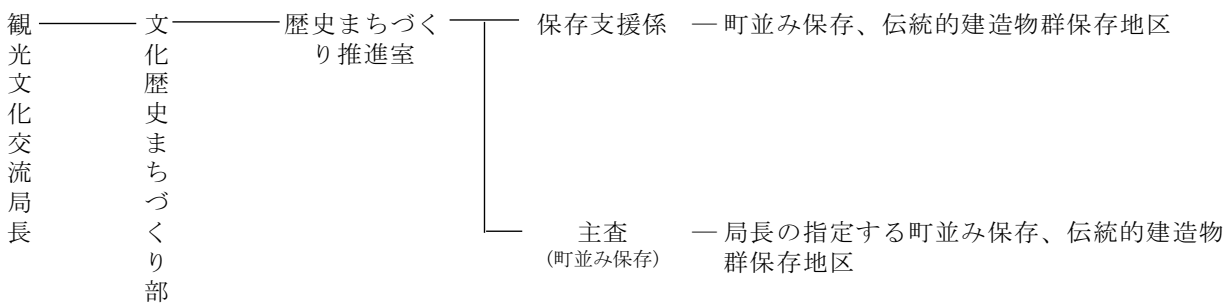 観光文化交流局長
文化歴史まちづくり部
歴史まちづく
り推進室
保存支援係
― 町並み保存、伝統的建造物群保存地区
主査
(町並み保存)
― 局長の指定する町並み保存、伝統的建造物
群保存地区